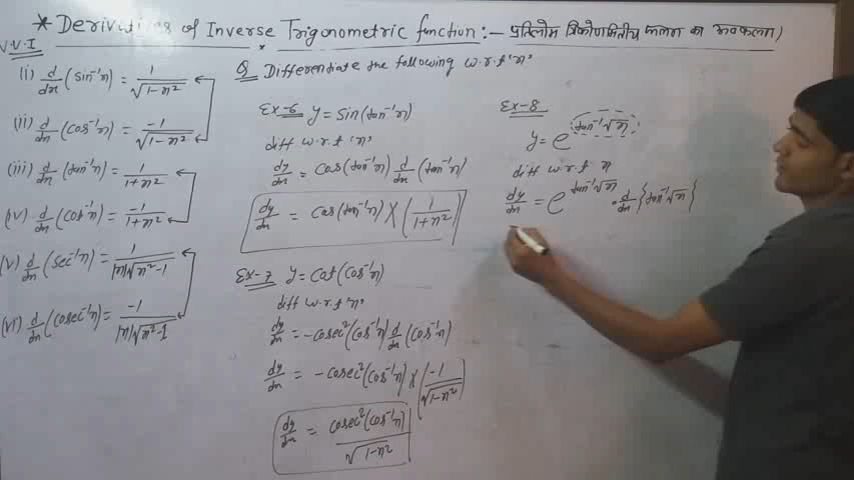 * Derivatives of Inverse Trigonometric function :- प्रतिलोम त्रिकोणमितीय फलन का अवकलन)
V.V.I
(i) d/dx (sin⁻¹x) = 1/√(1-x²)
(ii) d/dx (cos⁻¹x) = -1/√(1-x²)
(iii) d/dx (tan⁻¹x) = 1/(1+x²)
(iv) d/dx (cot⁻¹x) = -1/(1+x²)
(v) d/dx (sec⁻¹x) = 1/(|x|√(x²-1))
(vi) d/dx (cosec⁻¹x) = -1/(|x|√(x²-1))
Q Differentiate the following w.r.t 'x'
Ex-6 y = sin(tan⁻¹x)
diff w.r.t 'x'
dy/dx = cos(tan⁻¹x) d/dx (tan⁻¹x)
dy/dx = cos(tan⁻¹x) × (1/(1+x²))
Ex-7 y = cot(cos⁻¹x)
diff w.r.t 'x'
dy/dx = -cosec²(cos⁻¹x) d/dx (cos⁻¹x)
dy/dx = -cosec²(cos⁻¹x) × (-1/√(1-x²))
dy/dx = cosec²(cos⁻¹x)/√(1-x²)
Ex-8
y = e^(tan⁻¹√x)
diff w.r.t x
dy/dx = e^(tan⁻¹√x) · d/dx {tan⁻¹√x}